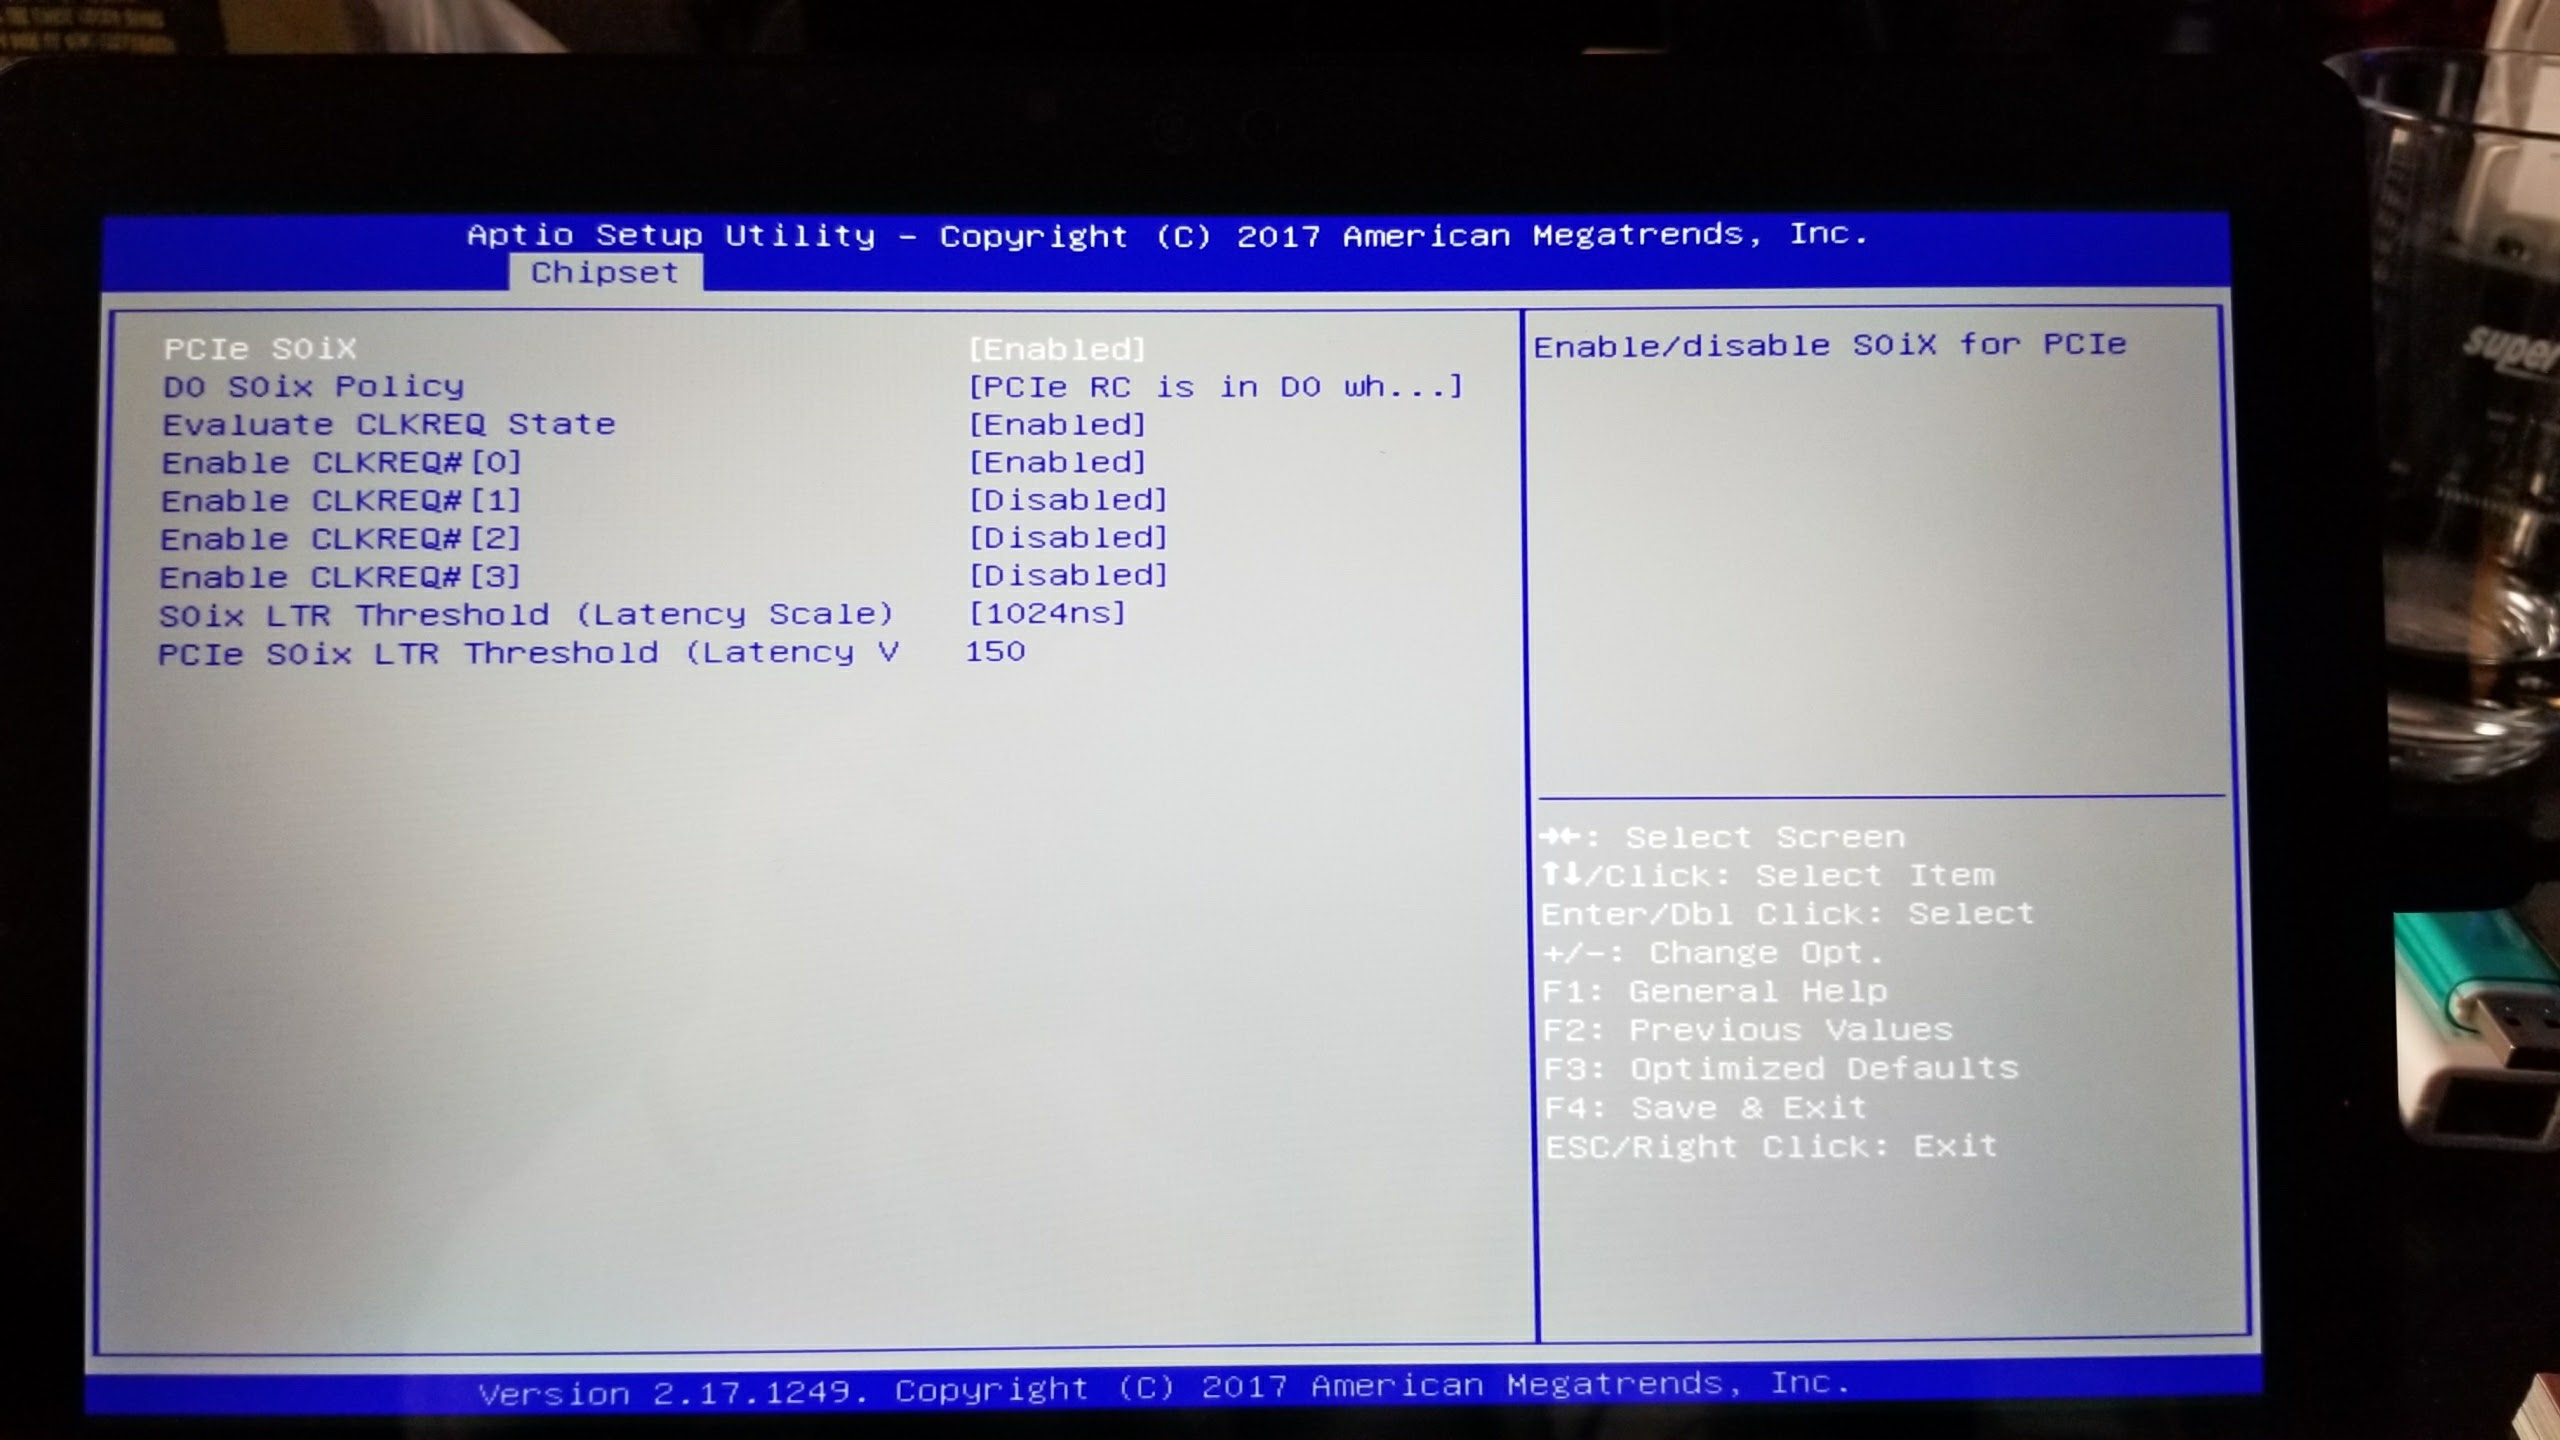 Aptio Setup Utility - Copyright (C) 2017 American Megatrends, Inc.
Chipset
PCIe S0iX [Enabled]
D0 S0ix Policy [PCIe RC is in D0 wh...]
Evaluate CLKREQ State [Enabled]
Enable CLKREQ#[0] [Enabled]
Enable CLKREQ#[1] [Disabled]
Enable CLKREQ#[2] [Disabled]
Enable CLKREQ#[3] [Disabled]
S0ix LTR Threshold (Latency Scale) [1024ns]
PCIe S0ix LTR Threshold (Latency V 150
Enable/disable S0iX for PCIe
→←: Select Screen
↑↓/Click: Select Item
Enter/Dbl Click: Select
+/-: Change Opt.
F1: General Help
F2: Previous Values
F3: Optimized Defaults
F4: Save & Exit
ESC/Right Click: Exit
Version 2.17.1249. Copyright (C) 2017 American Megatrends, Inc.
super